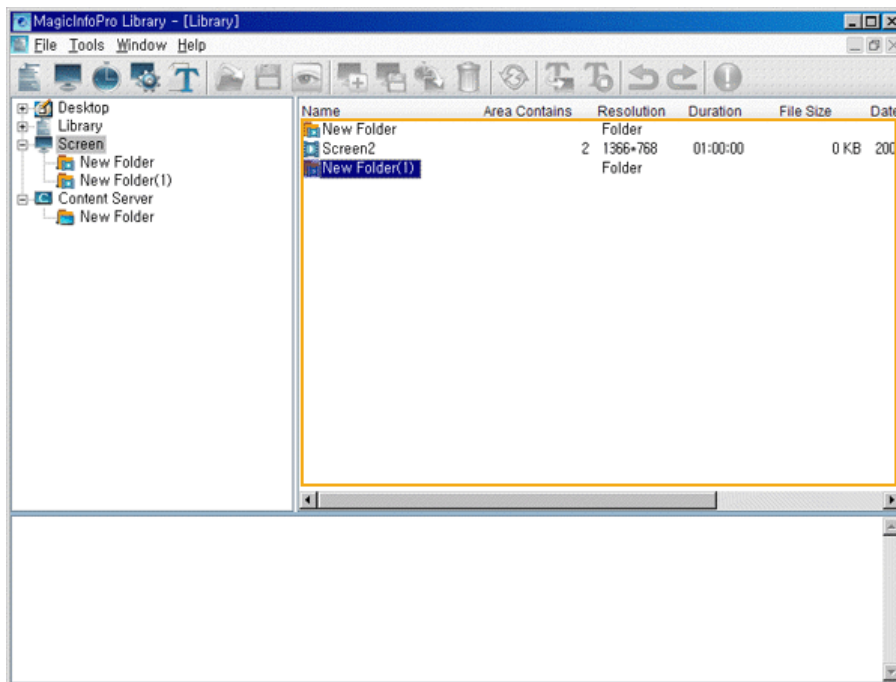 MagicInfoPro Library - [Library]
File Tools Window Help
Desktop
Library
Screen
New Folder
New Folder(1)
Content Server
New Folder
Name Area Contains Resolution Duration File Size Date
New Folder Folder
Screen2 2 1366*768 01:00:00 0 KB 200
New Folder(1) Folder